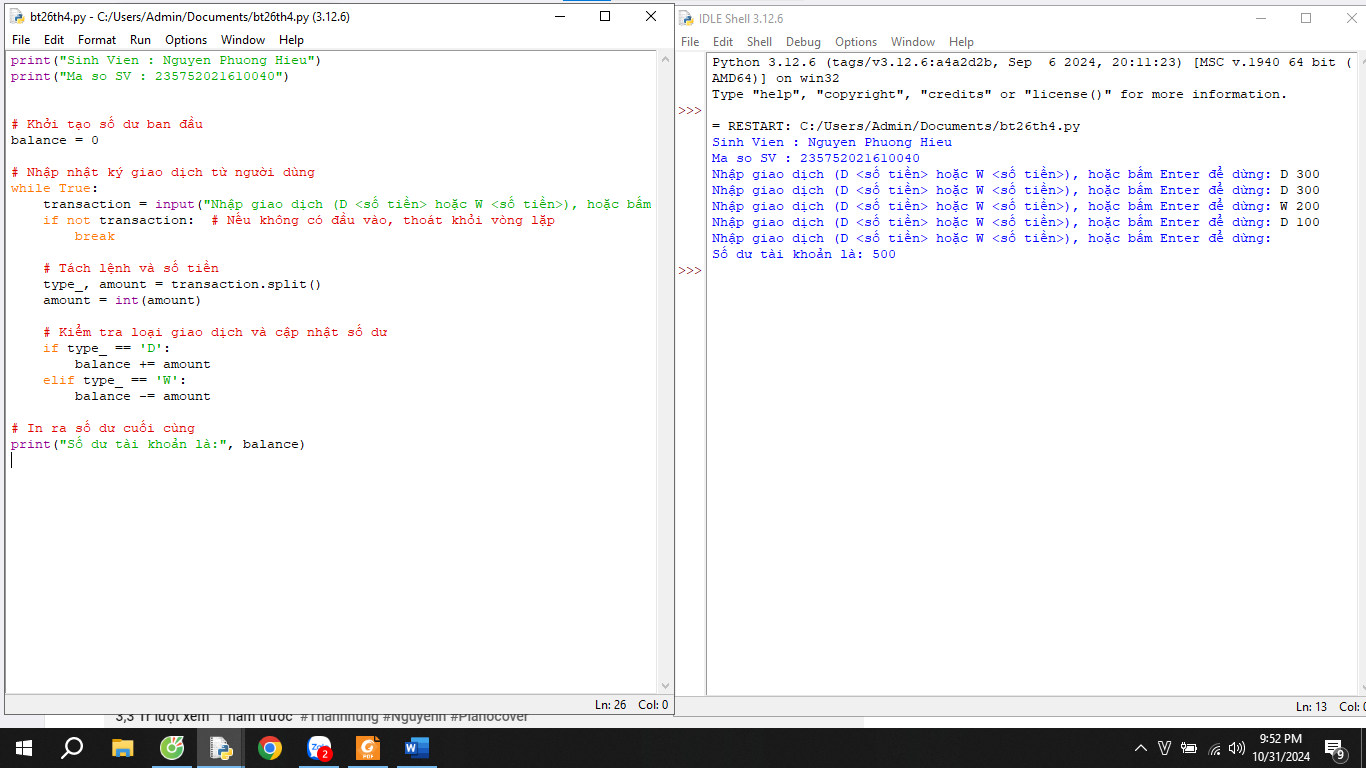 bt26th4.py - C:/Users/Admin/Documents/bt26th4.py (3.12.6)
File Edit Format Run Options Window Help
print("Sinh Vien : Nguyen Phuong Hieu")
print("Ma so SV : 235752021610040")
# Khởi tạo số dư ban đầu
balance = 0
# Nhập nhật ký giao dịch từ người dùng
while True:
    transaction = input("Nhập giao dịch (D <số tiền> hoặc W <số tiền>), hoặc bấm
    if not transaction:  # Nếu không có đầu vào, thoát khỏi vòng lặp
        break
    # Tách lệnh và số tiền
    type_, amount = transaction.split()
    amount = int(amount)
    # Kiểm tra loại giao dịch và cập nhật số dư
    if type_ == 'D':
        balance += amount
    elif type_ == 'W':
        balance -= amount
# In ra số dư cuối cùng
print("Số dư tài khoản là:", balance)
Ln: 26 Col: 0
IDLE Shell 3.12.6
File Edit Shell Debug Options Window Help
Python 3.12.6 (tags/v3.12.6:a4a2d2b, Sep  6 2024, 20:11:23) [MSC v.1940 64 bit (
AMD64)] on win32
Type "help", "copyright", "credits" or "license()" for more information.
>>>
= RESTART: C:/Users/Admin/Documents/bt26th4.py
Sinh Vien : Nguyen Phuong Hieu
Ma so SV : 235752021610040
Nhập giao dịch (D <số tiền> hoặc W <số tiền>), hoặc bấm Enter để dừng: D 300
Nhập giao dịch (D <số tiền> hoặc W <số tiền>), hoặc bấm Enter để dừng: D 300
Nhập giao dịch (D <số tiền> hoặc W <số tiền>), hoặc bấm Enter để dừng: W 200
Nhập giao dịch (D <số tiền> hoặc W <số tiền>), hoặc bấm Enter để dừng: D 100
Nhập giao dịch (D <số tiền> hoặc W <số tiền>), hoặc bấm Enter để dừng:
Số dư tài khoản là: 500
>>>
Ln: 13 Col:
3,3 Tr lượt xem 1 năm trước #Thanhhung #Nguyenn #Pianocover
9:52 PM
10/31/2024
2
9